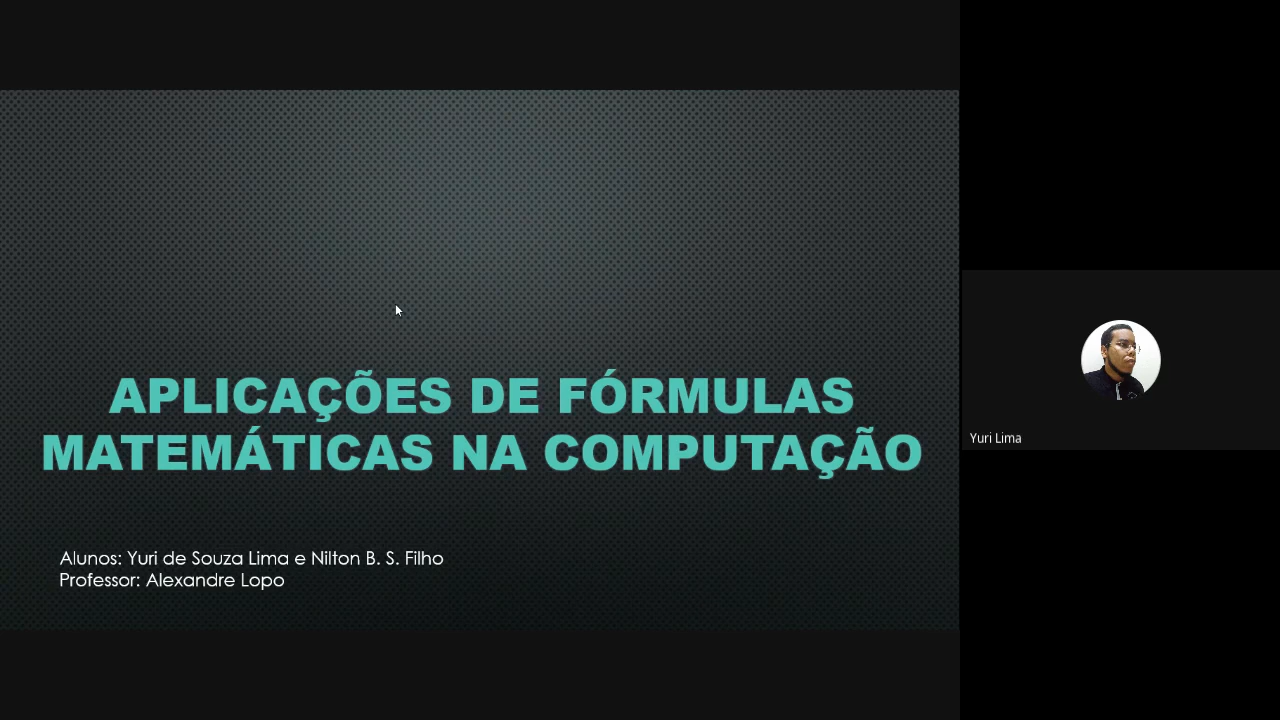 APLICAÇÕES DE FÓRMULAS
MATEMÁTICAS NA COMPUTAÇÃO
Alunos: Yuri de Souza Lima e Nilton B. S. Filho
Professor: Alexandre Lopo
Yuri Lima